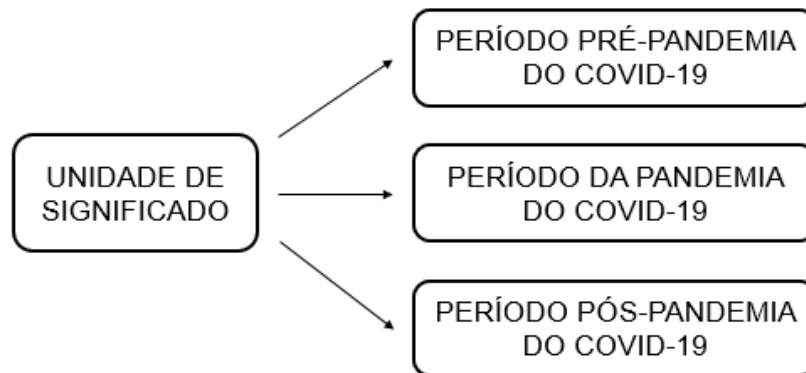 PERÍODO PRÉ-PANDEMIA
DO COVID-19
UNIDADE DE
SIGNIFICADO
PERÍODO DA PANDEMIA
DO COVID-19
PERÍODO PÓS-PANDEMIA
DO COVID-19